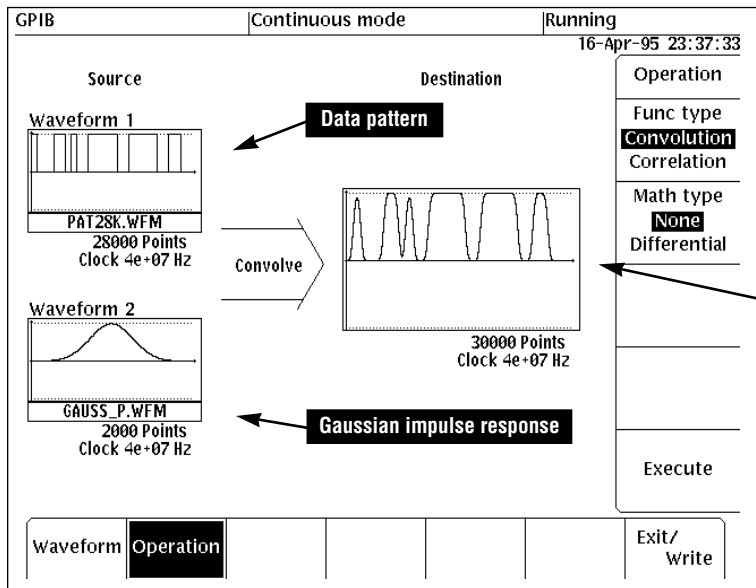 GPIB Continuous mode Running
16-Apr-95 23:37:33
Source
Destination
Waveform 1
Data pattern
PAT28K.WFM
28000 Points
Clock 4e+07 Hz
Convolve
30000 Points
Clock 4e+07 Hz
Waveform 2
GAUSS_P.WFM
2000 Points
Clock 4e+07 Hz
Gaussian impulse response
Operation
Func type
Convolution
Correlation
Math type
None
Differential
Execute
Waveform
Operation
Exit/
Write